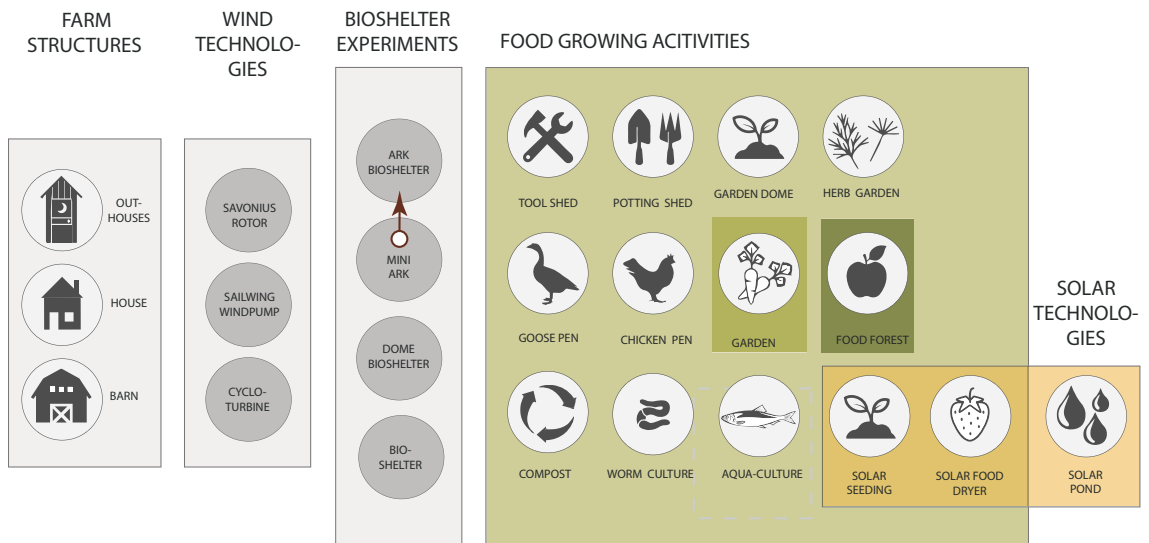 FARM
STRUCTURES
WIND
TECHNOLO-
GIES
BIOSHELTER
EXPERIMENTS
FOOD GROWING ACITIVITIES
OUT-
HOUSES
HOUSE
BARN
SAVONIUS
ROTOR
SAILWING
WINDPUMP
CYCLO-
TURBINE
ARK
BIOSHELTER
MINI
ARK
DOME
BIOSHELTER
BIO-
SHELTER
TOOL SHED
POTTING SHED
GARDEN DOME
HERB GARDEN
GOOSE PEN
CHICKEN PEN
GARDEN
FOOD FOREST
COMPOST
WORM CULTURE
AQUA-CULTURE
SOLAR
SEEDING
SOLAR FOOD
DRYER
SOLAR
TECHNOLO-
GIES
SOLAR
POND